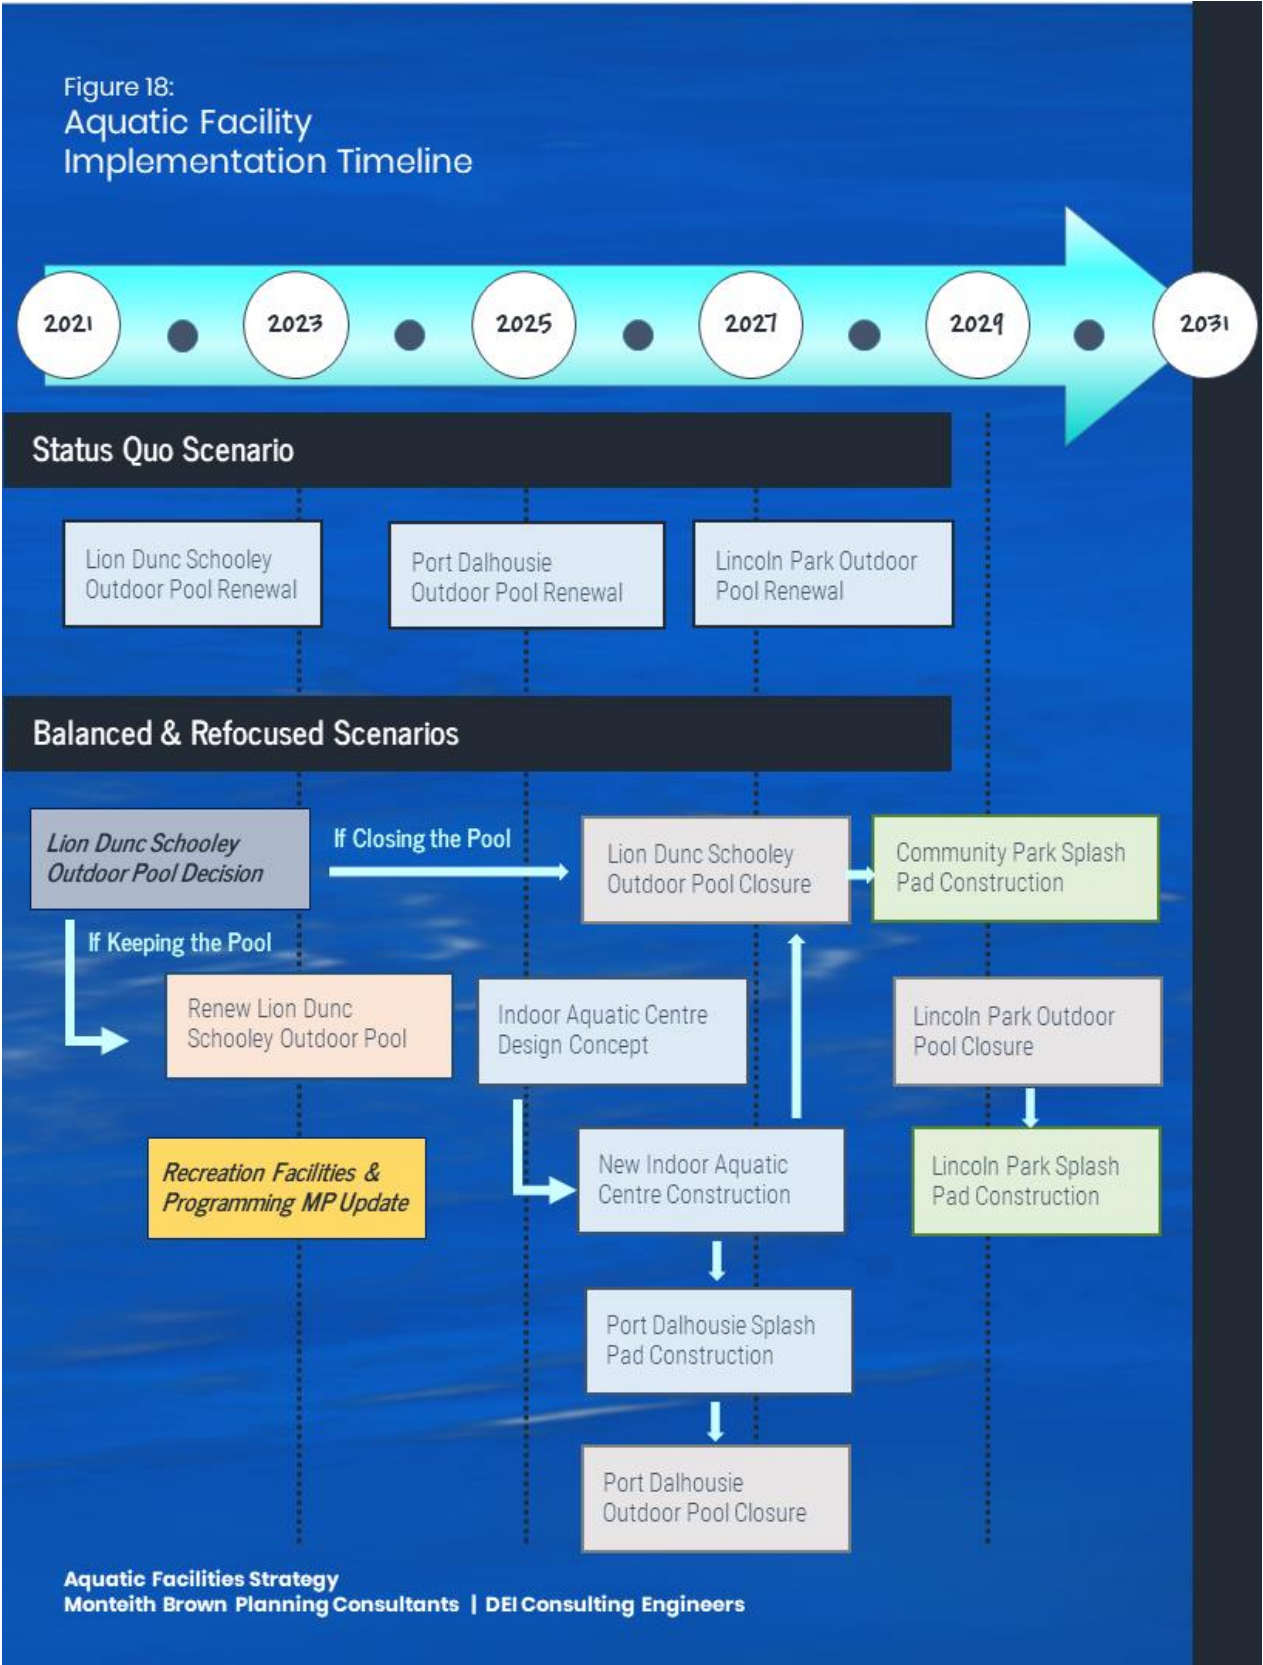 Figure 18:
Aquatic Facility
Implementation Timeline
2021
2023
2025
2027
2029
2031
Status Quo Scenario
Lion Dunc Schooley
Outdoor Pool Renewal
Port Dalhousie
Outdoor Pool Renewal
Lincoln Park Outdoor
Pool Renewal
Balanced & Refocused Scenarios
Lion Dunc Schooley
Outdoor Pool Decision
If Closing the Pool
Lion Dunc Schooley
Outdoor Pool Closure
Community Park Splash
Pad Construction
If Keeping the Pool
Renew Lion Dunc
Schooley Outdoor Pool
Indoor Aquatic Centre
Design Concept
Lincoln Park Outdoor
Pool Closure
Recreation Facilities &
Programming MP Update
New Indoor Aquatic
Centre Construction
Lincoln Park Splash
Pad Construction
Port Dalhousie Splash
Pad Construction
Port Dalhousie
Outdoor Pool Closure
Aquatic Facilities Strategy
Monteith Brown Planning Consultants | DEI Consulting Engineers